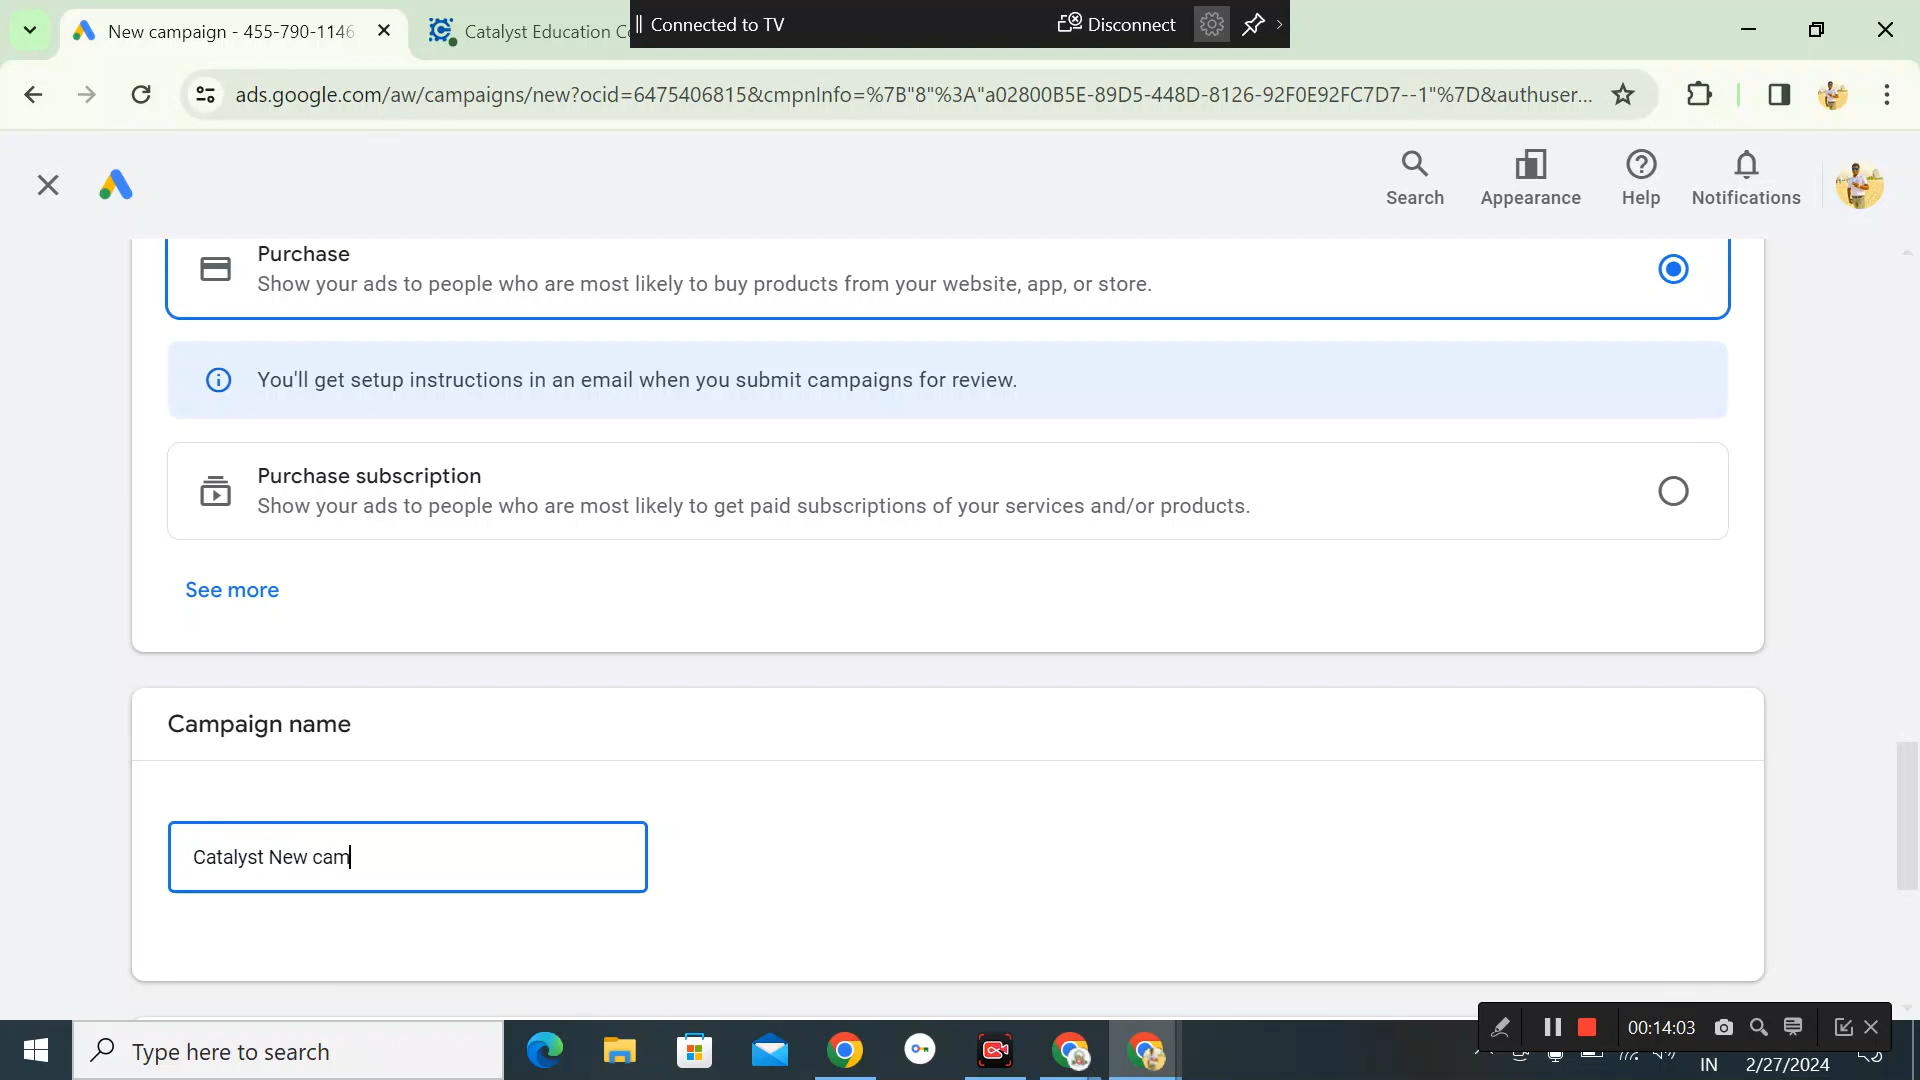 New campaign - 455-790-1146
Catalyst Education Co
Connected to TV
Disconnect
ads.google.com/aw/campaigns/new?ocid=6475406815&cmpnInfo=%7B"8"%3A"a02800B5E-89D5-448D-8126-92F0E92FC7D7--1"%7D&authuser...
Search
Appearance
Help
Notifications
Purchase
Show your ads to people who are most likely to buy products from your website, app, or store.
You'll get setup instructions in an email when you submit campaigns for review.
Purchase subscription
Show your ads to people who are most likely to get paid subscriptions of your services and/or products.
See more
Campaign name
Catalyst New cam
Type here to search
00:14:03
IN
2/27/2024